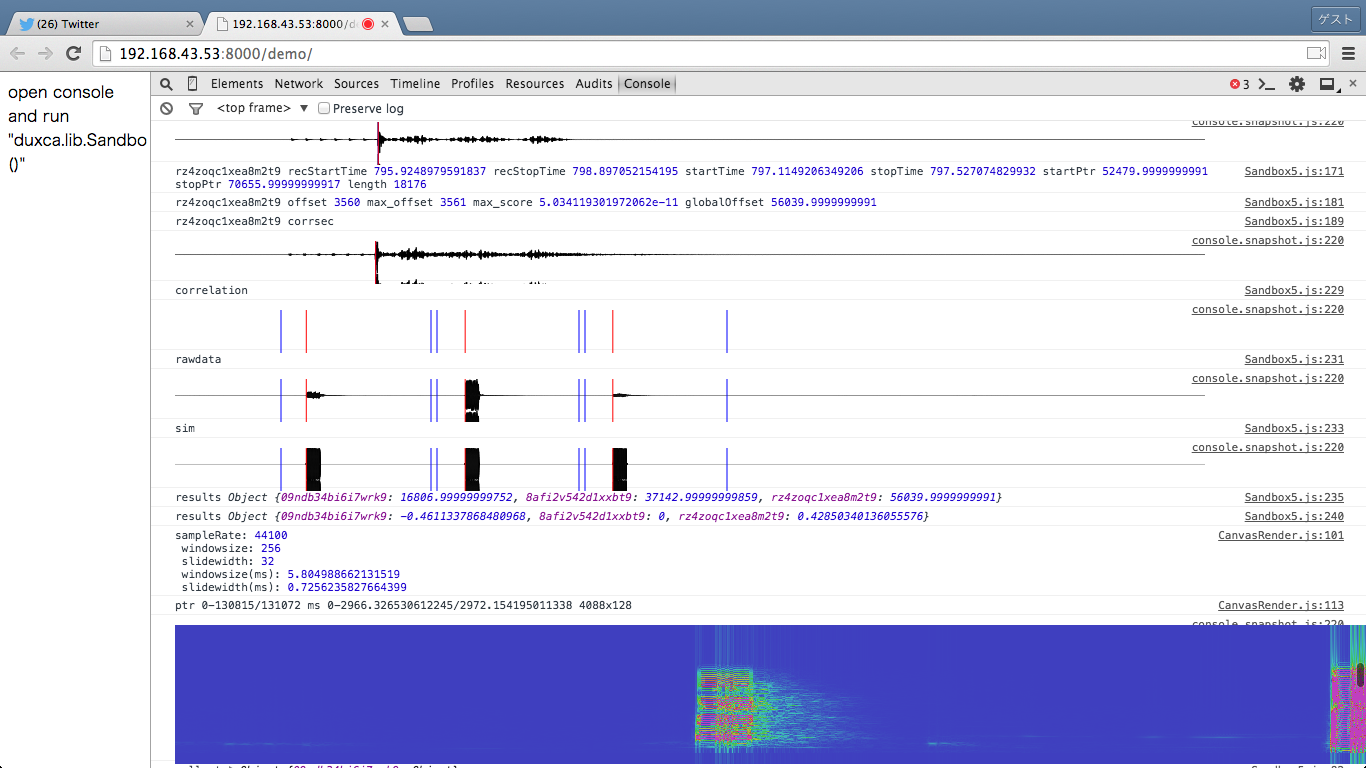 (26) Twitter
192.168.43.53:8000/de
ゲスト
192.168.43.53:8000/demo/
open console
and run
"duxca.lib.Sandbo
()"
Elements Network Sources Timeline Profiles Resources Audits Console
3
<top frame> ▼ Preserve log
console.snapshot.js:220
rz4zoqc1xea8m2t9 recStartTime 795.9248979591837 recStopTime 798.897052154195 startTime 797.1149206349206 stopTime 797.527074829932 startPtr 52479.9999999991 Sandbox5.js:171
stopPtr 70655.99999999917 length 18176
rz4zoqc1xea8m2t9 offset 3560 max_offset 3561 max_score 5.034119301972062e-11 globalOffset 56039.9999999991 Sandbox5.js:181
rz4zoqc1xea8m2t9 corrsec Sandbox5.js:189
console.snapshot.js:220
correlation Sandbox5.js:229
console.snapshot.js:220
rawdata Sandbox5.js:231
console.snapshot.js:220
sim Sandbox5.js:233
console.snapshot.js:220
results Object {09ndb34bi6i7wrk9: 16806.99999999752, 8afi2v542d1xxbt9: 37142.99999999859, rz4zoqc1xea8m2t9: 56039.9999999991} Sandbox5.js:235
results Object {09ndb34bi6i7wrk9: -0.4611337868480968, 8afi2v542d1xxbt9: 0, rz4zoqc1xea8m2t9: 0.42850340136055576} Sandbox5.js:240
sampleRate: 44100 CanvasRender.js:101
windowsize: 256
slidewidth: 32
windowsize(ms): 5.804988662131519
slidewidth(ms): 0.7256235827664399
ptr 0-130815/131072 ms 0-2966.326530612245/2972.154195011338 4088x128 CanvasRender.js:113
console.snapshot.js:220